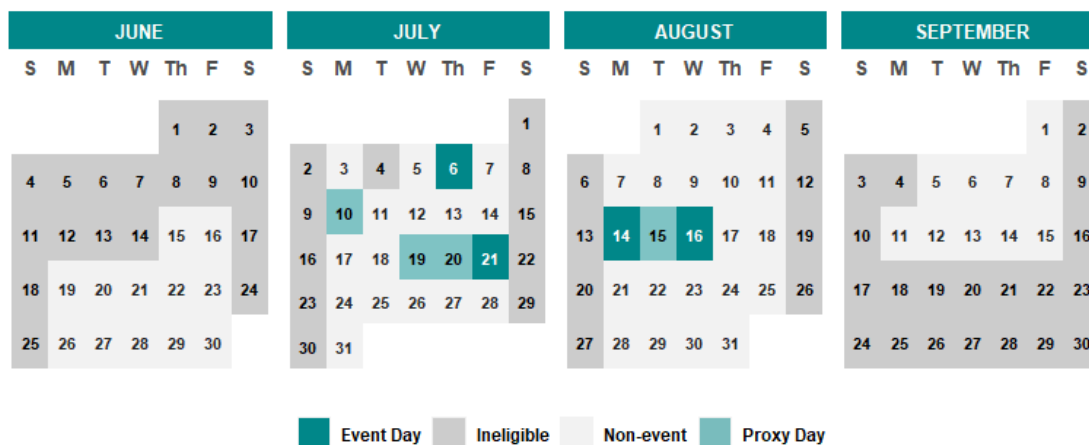 JUNE JULY AUGUST SEPTEMBER
S M T W Th F S S M T W Th F S S M T W Th F S S M T W Th F S
1 2 3 1 1 2 3 4 5 1 2
4 5 6 7 8 9 10 2 3 4 5 6 7 8 6 7 8 9 10 11 12 3 4 5 6 7 8 9
11 12 13 14 15 16 17 9 10 11 12 13 14 15 13 14 15 16 17 18 19 10 11 12 13 14 15 16
18 19 20 21 22 23 24 16 17 18 19 20 21 22 20 21 22 23 24 25 26 17 18 19 20 21 22 23
25 26 27 28 29 30 23 24 25 26 27 28 29 27 28 29 30 31 24 25 26 27 28 29 30
30 31
Event Day Ineligible Non-event Proxy Day